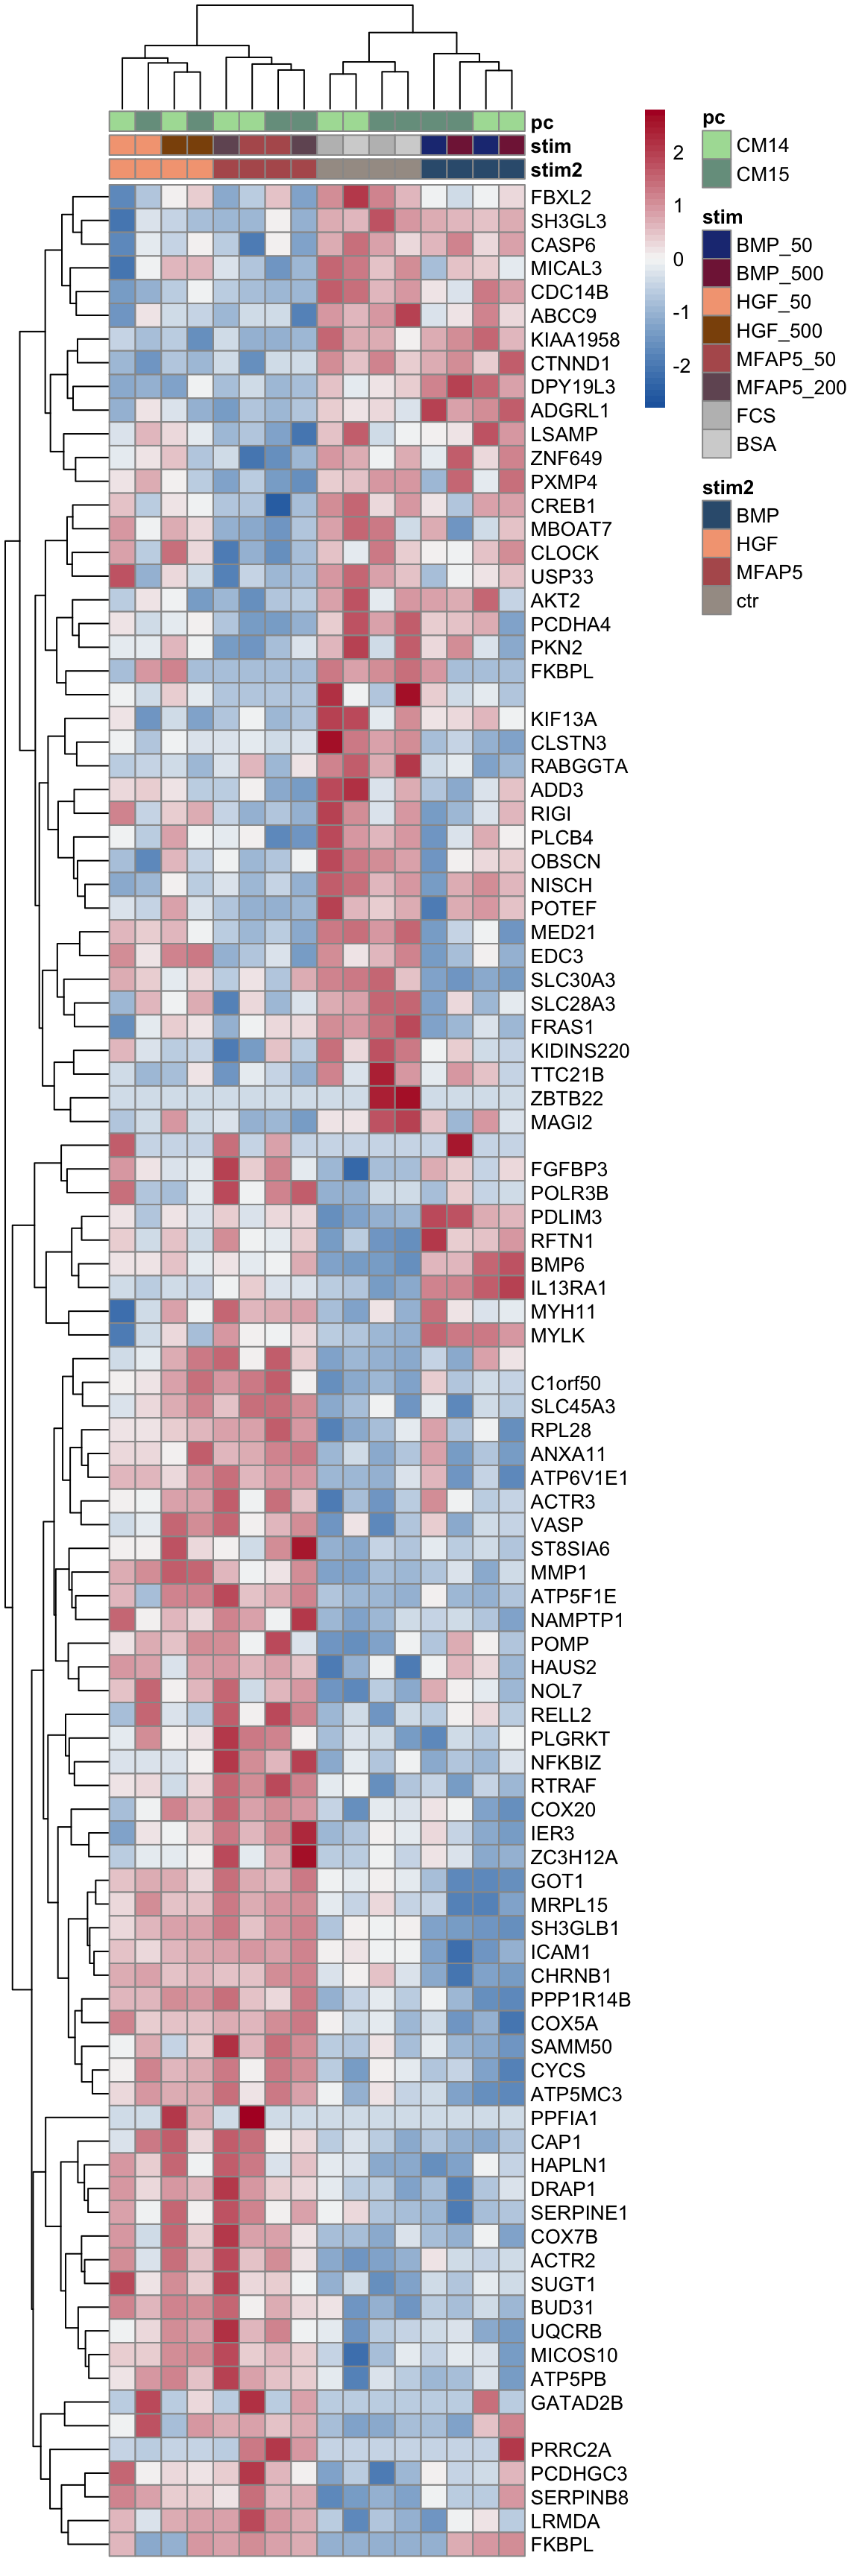 pc
stim
stim2
FBXL2
SH3GL3
CASP6
MICAL3
CDC14B
ABCC9
KIAA1958
CTNND1
DPY19L3
ADGRL1
LSAMP
ZNF649
PXMP4
CREB1
MBOAT7
CLOCK
USP33
AKT2
PCDHA4
PKN2
FKBPL
KIF13A
CLSTN3
RABGGTA
ADD3
RIGI
PLCB4
OBSCN
NISCH
POTEF
MED21
EDC3
SLC30A3
SLC28A3
FRAS1
KIDINS220
TTC21B
ZBTB22
MAGI2
FGFBP3
POLR3B
PDLIM3
RFTN1
BMP6
IL13RA1
MYH11
MYLK
C1orf50
SLC45A3
RPL28
ANXA11
ATP6V1E1
ACTR3
VASP
ST8SIA6
MMP1
ATP5F1E
NAMPTP1
POMP
HAUS2
NOL7
RELL2
PLGRKT
NFKBIZ
RTRAF
COX20
IER3
ZC3H12A
GOT1
MRPL15
SH3GLB1
ICAM1
CHRNB1
PPP1R14B
COX5A
SAMM50
CYCS
ATP5MC3
PPFIA1
CAP1
HAPLN1
DRAP1
SERPINE1
COX7B
ACTR2
SUGT1
BUD31
UQCRB
MICOS10
ATP5PB
GATAD2B
PRRC2A
PCDHGC3
SERPINB8
LRMDA
FKBPL
2
1
0
-1
-2
pc
CM14
CM15
stim
BMP_50
BMP_500
HGF_50
HGF_500
MFAP5_50
MFAP5_200
FCS
BSA
stim2
BMP
HGF
MFAP5
ctr